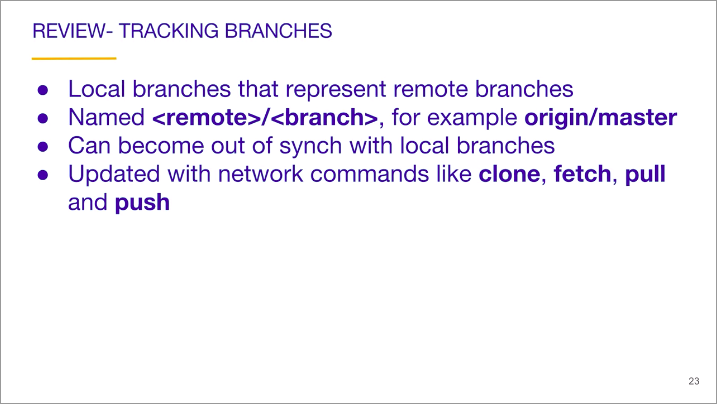 REVIEW- TRACKING BRANCHES
● Local branches that represent remote branches
● Named <remote>/<branch>, for example origin/master
● Can become out of synch with local branches
● Updated with network commands like clone, fetch, pull
and push
23